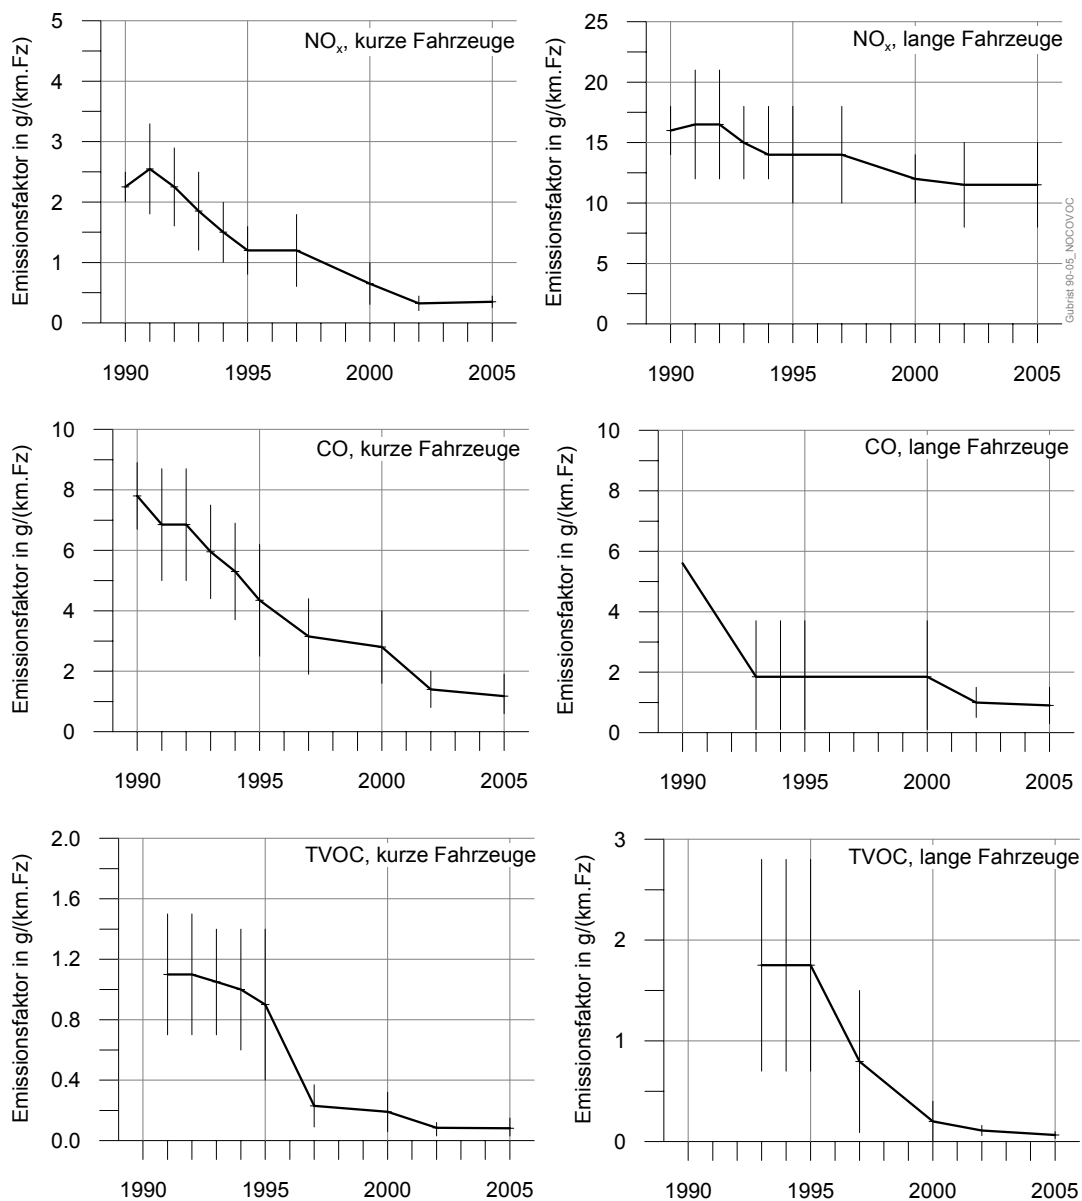 NOx, kurze Fahrzeuge
Emissionsfaktor in g/(km.Fz)
5
4
3
2
1
0
1990 1995 2000 2005
NOx, lange Fahrzeuge
Emissionsfaktor in g/(km.Fz)
25
20
15
10
5
0
1990 1995 2000 2005
Gubrist 90-05_NOCOVOC
CO, kurze Fahrzeuge
Emissionsfaktor in g/(km.Fz)
10
8
6
4
2
0
1990 1995 2000 2005
CO, lange Fahrzeuge
Emissionsfaktor in g/(km.Fz)
10
8
6
4
2
0
1990 1995 2000 2005
TVOC, kurze Fahrzeuge
Emissionsfaktor in g/(km.Fz)
2.0
1.6
1.2
0.8
0.4
0.0
1990 1995 2000 2005
TVOC, lange Fahrzeuge
Emissionsfaktor in g/(km.Fz)
3
2
1
0
1990 1995 2000 2005